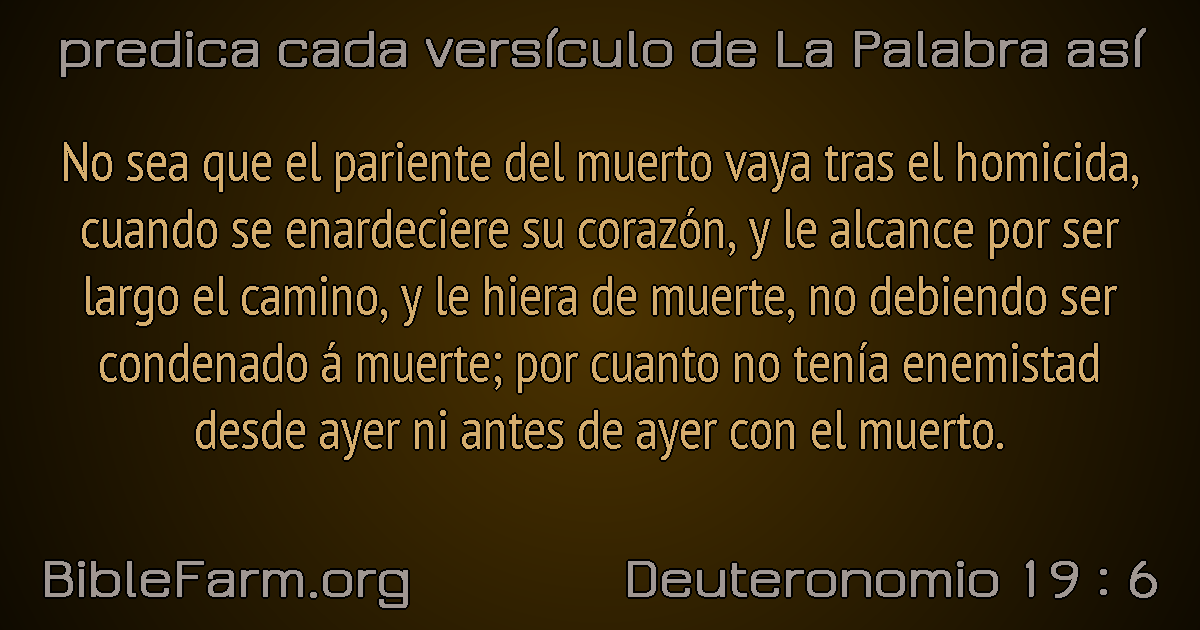 predica cada versículo de La Palabra así
No sea que el pariente del muerto vaya tras el homicida,
cuando se enardeciere su corazón, y le alcance por ser
largo el camino, y le hiera de muerte, no debiendo ser
condenado á muerte; por cuanto no tenía enemistad
desde ayer ni antes de ayer con el muerto.
BibleFarm.org
Deuteronomio 19 : 6